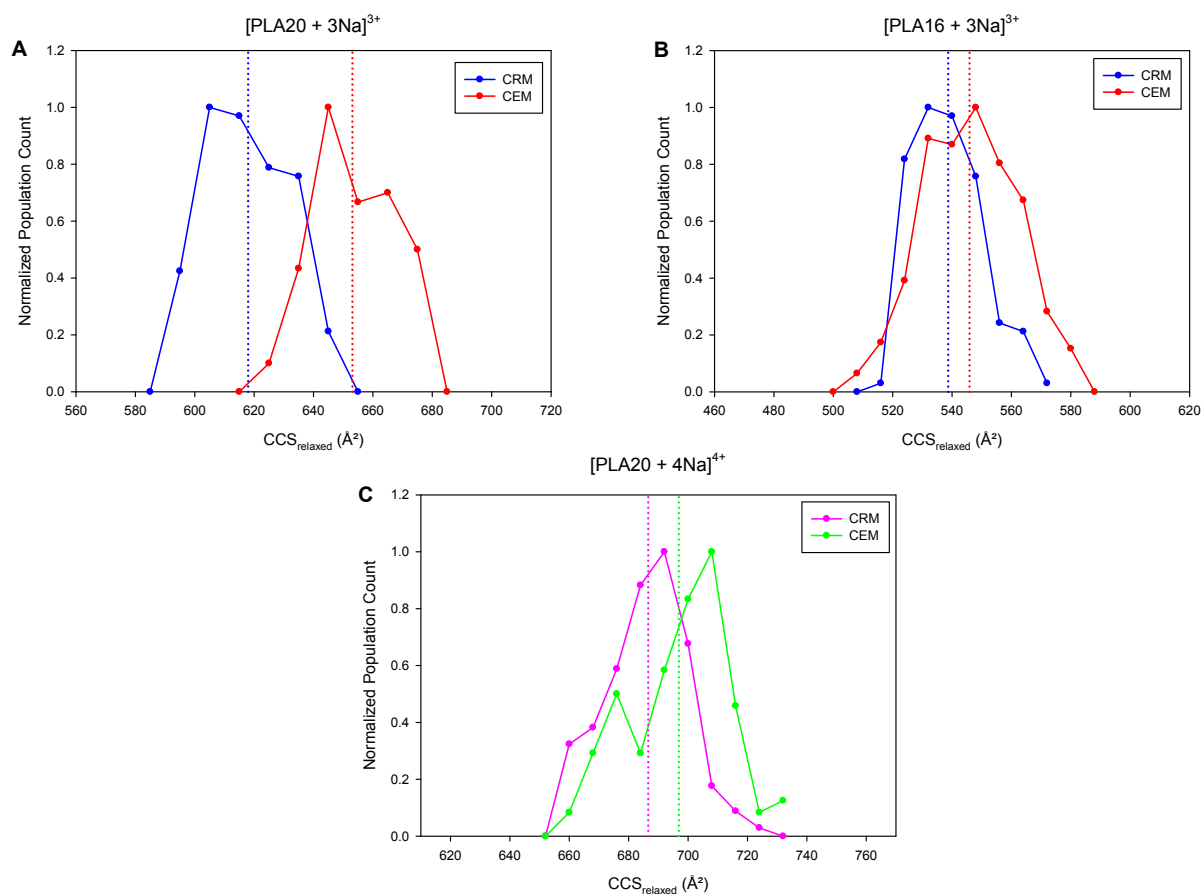 [PLA20 + 3Na]³⁺
A
1.2
1.0
0.8
0.6
0.4
0.2
0.0
Normalized Population Count
CRM
CEM
560 580 600 620 640 660 680 700 720
CCSrelaxed (Å²)
[PLA16 + 3Na]³⁺
B
1.2
1.0
0.8
0.6
0.4
0.2
0.0
Normalized Population Count
CRM
CEM
460 480 500 520 540 560 580 600 620
CCSrelaxed (Å²)
[PLA20 + 4Na]⁴⁺
C
1.2
1.0
0.8
0.6
0.4
0.2
0.0
Normalized Population Count
CRM
CEM
620 640 660 680 700 720 740 760
CCSrelaxed (Å²)